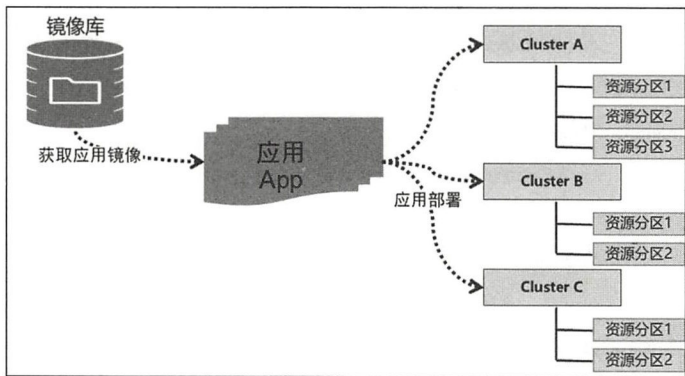 镜像库
获取应用镜像
应用
App
应用部署
Cluster A
资源分区1
资源分区2
资源分区3
Cluster B
资源分区1
资源分区2
Cluster C
资源分区1
资源分区2